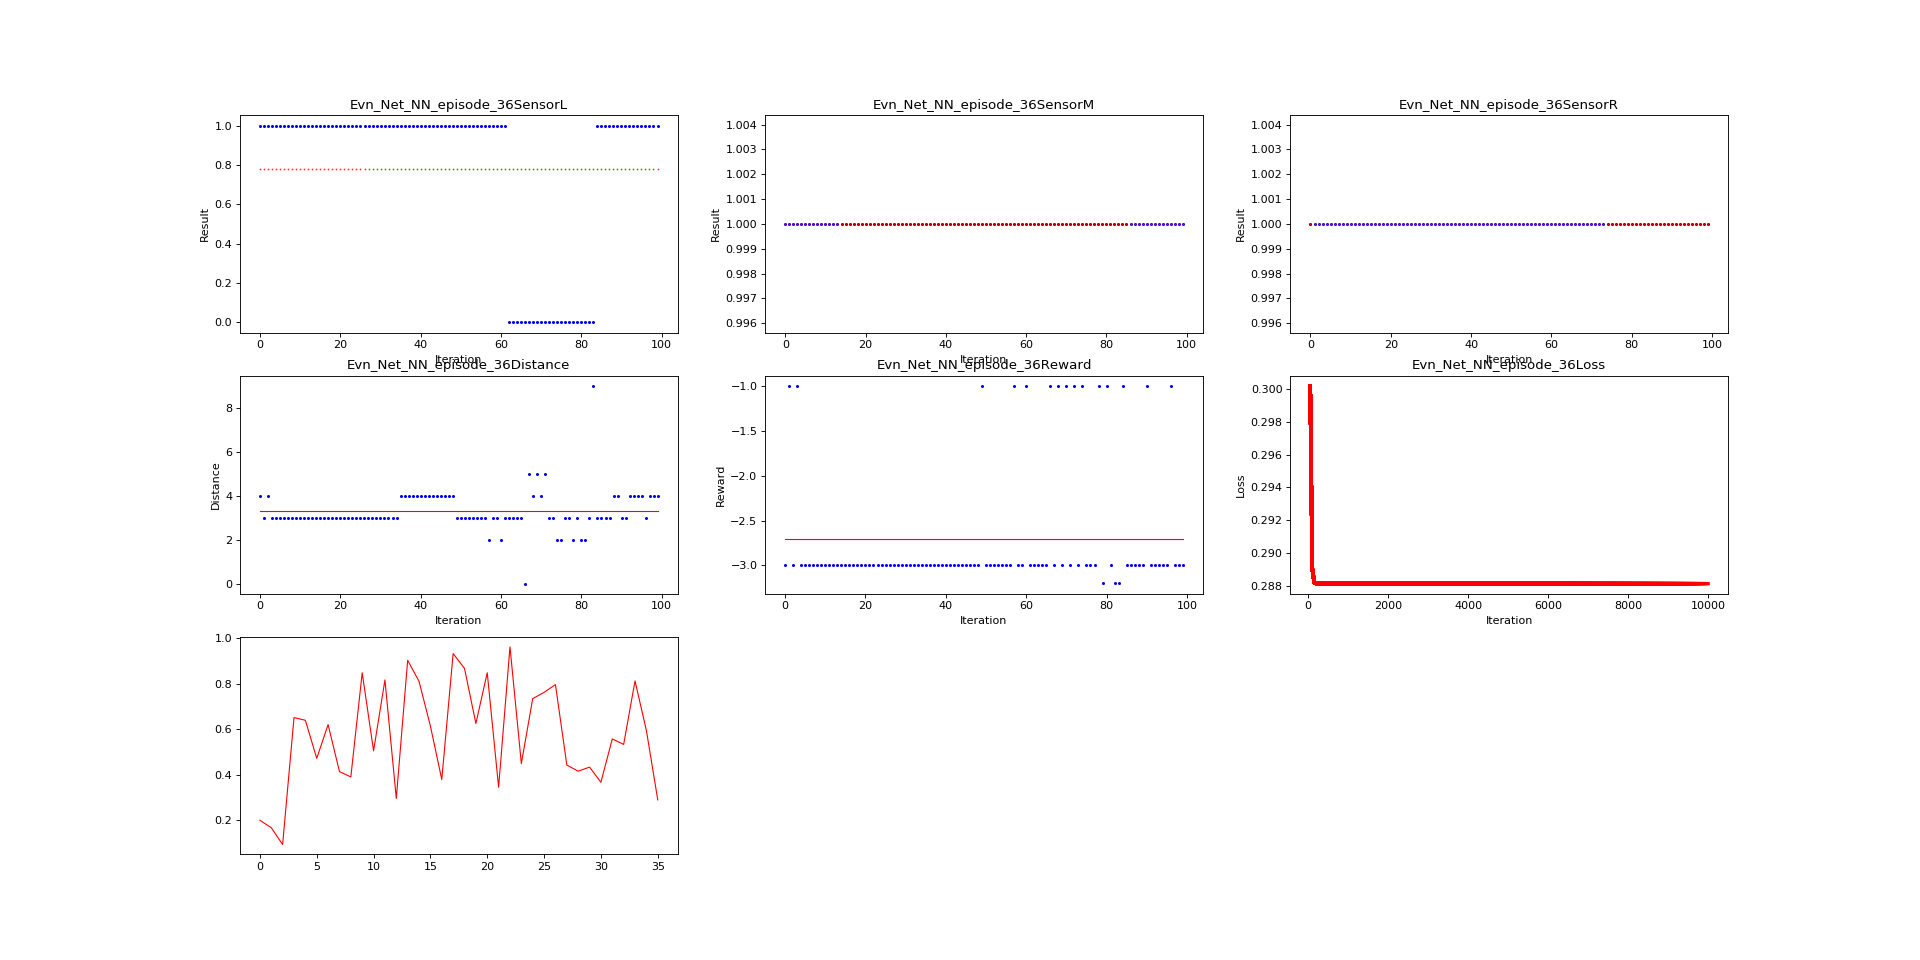 Evn_Net_NN_episode_36SensorL
Result
1.0
0.8
0.6
0.4
0.2
0.0
0 20 40 60 80 100
Iteration
Evn_Net_NN_episode_36SensorM
Result
1.004
1.003
1.002
1.001
1.000
0.999
0.998
0.997
0.996
0 20 40 60 80 100
Iteration
Evn_Net_NN_episode_36SensorR
Result
1.004
1.003
1.002
1.001
1.000
0.999
0.998
0.997
0.996
0 20 40 60 80 100
Iteration
Evn_Net_NN_episode_36Distance
Distance
8
6
4
2
0
0 20 40 60 80 100
Iteration
Evn_Net_NN_episode_36Reward
Reward
−1.0
−1.5
−2.0
−2.5
−3.0
0 20 40 60 80 100
Iteration
Evn_Net_NN_episode_36Loss
Loss
0.300
0.298
0.296
0.294
0.292
0.290
0.288
0 2000 4000 6000 8000 10000
Iteration
1.0
0.8
0.6
0.4
0.2
0 5 10 15 20 25 30 35